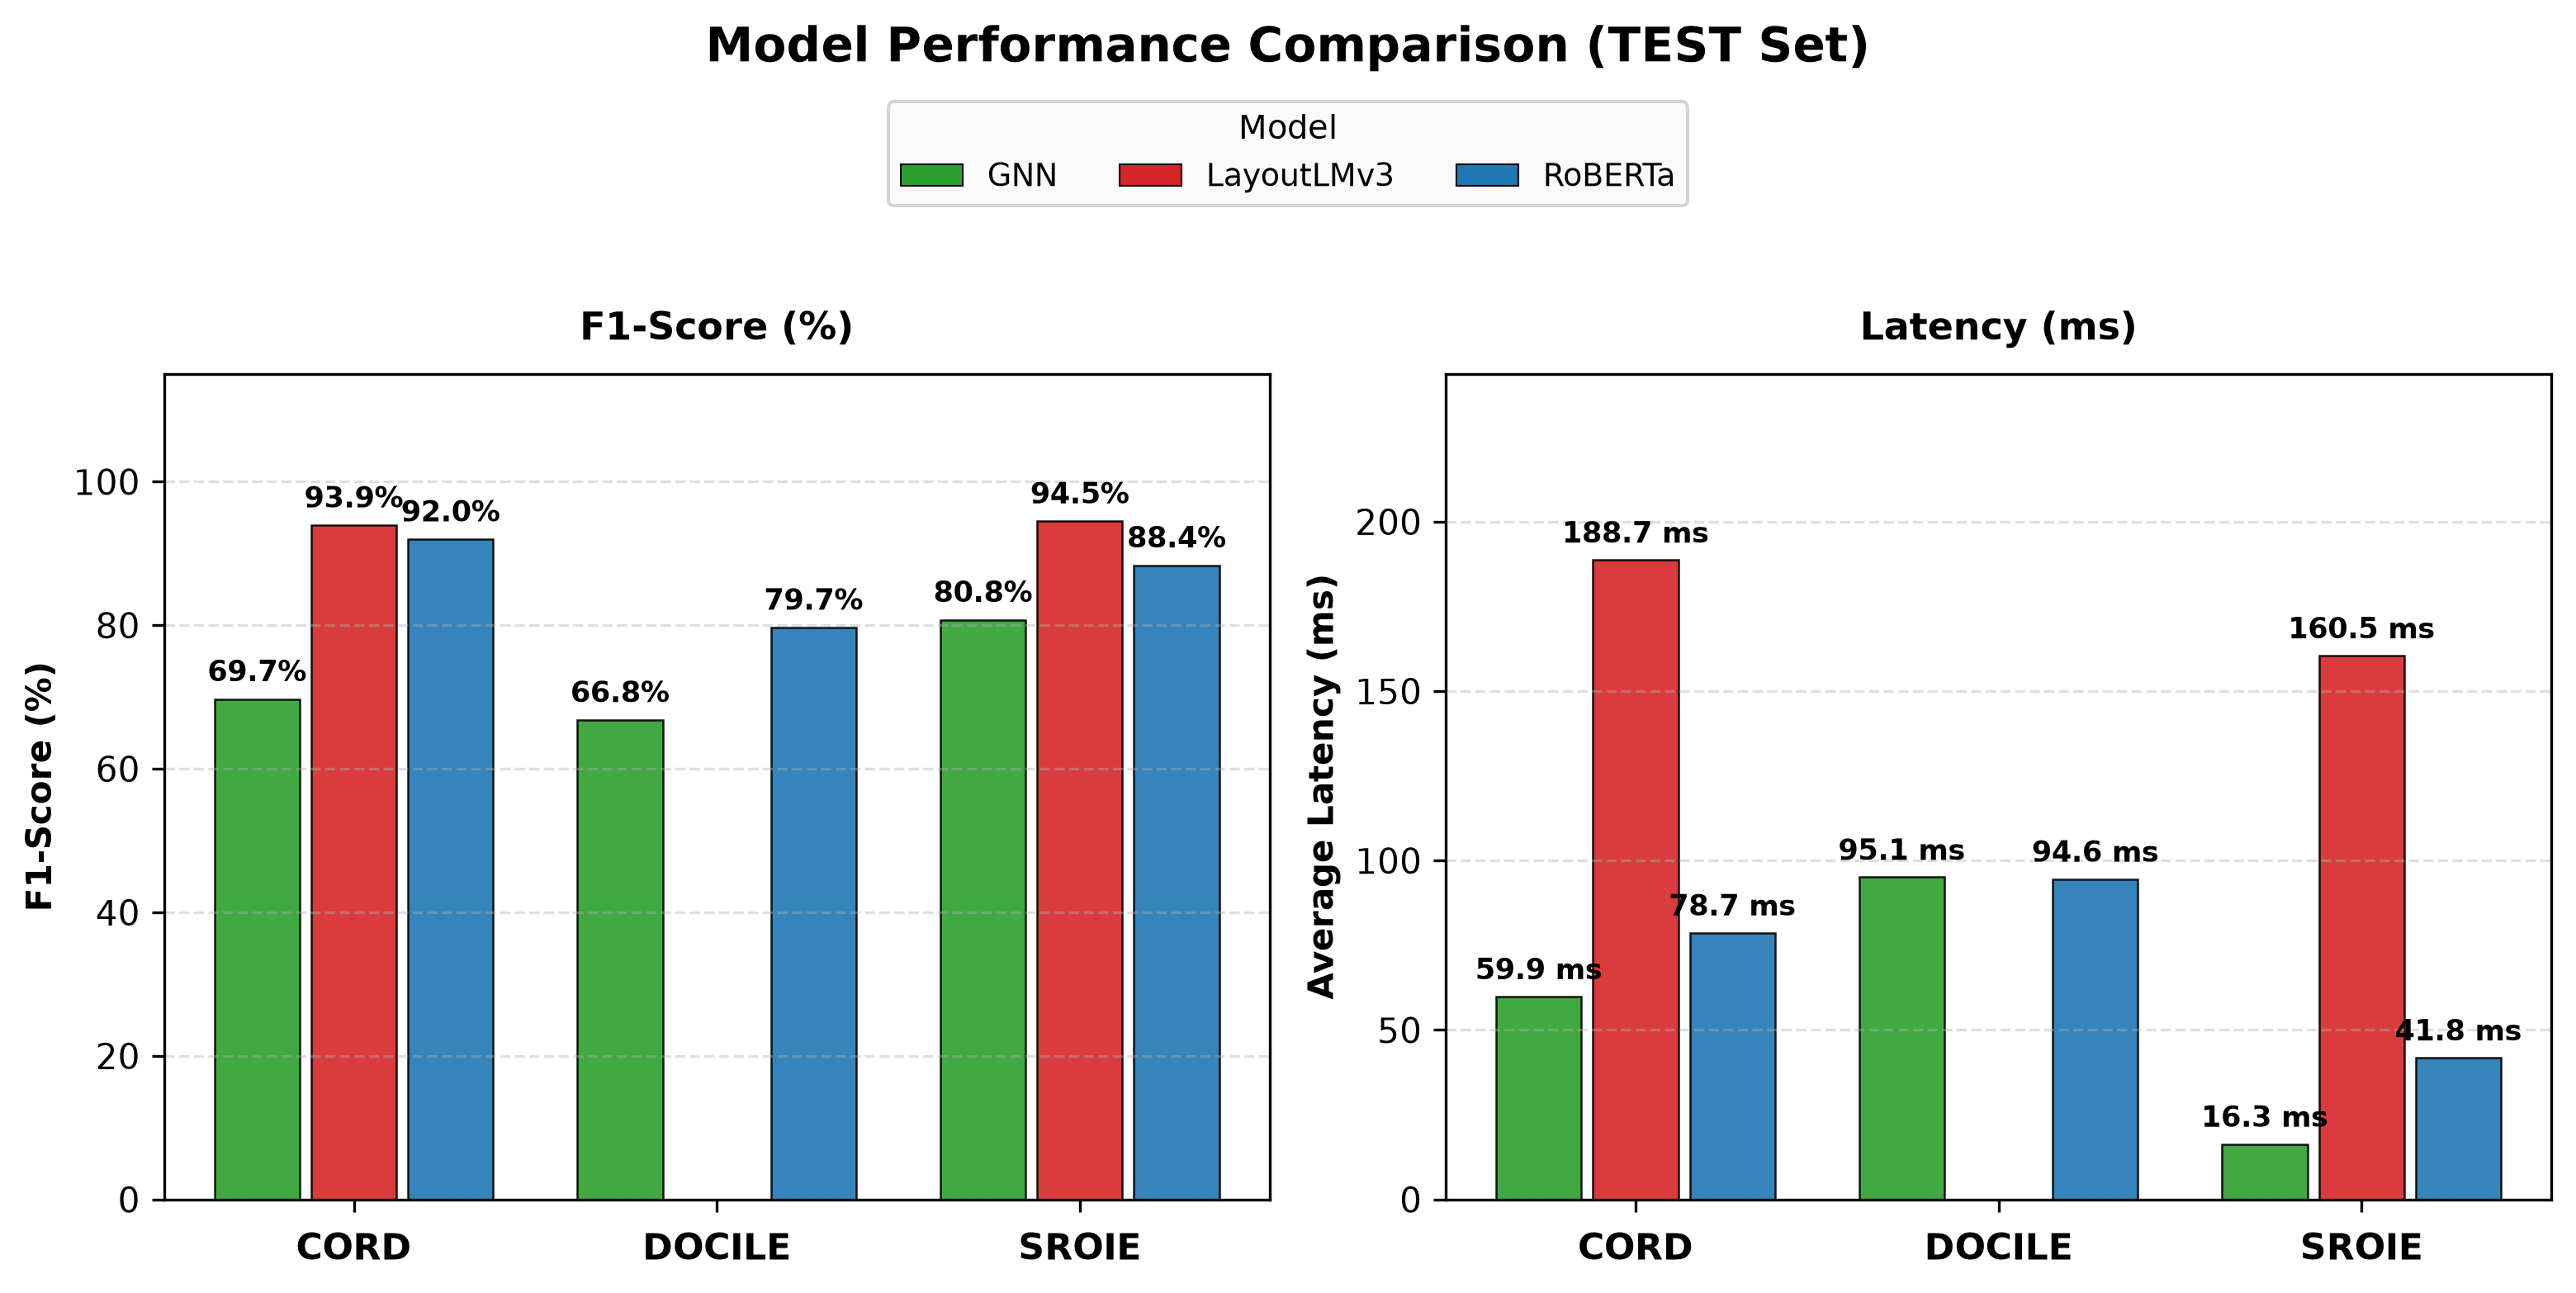 Model Performance Comparison (TEST Set)
Model
GNN LayoutLMv3 RoBERTa
F1-Score (%)
F1-Score (%)
100
80
60
40
20
0
69.7%
93.9%
92.0%
66.8%
79.7%
80.8%
94.5%
88.4%
CORD DOCILE SROIE
Latency (ms)
Average Latency (ms)
200
150
100
50
0
59.9 ms
188.7 ms
78.7 ms
95.1 ms
94.6 ms
16.3 ms
160.5 ms
41.8 ms
CORD DOCILE SROIE